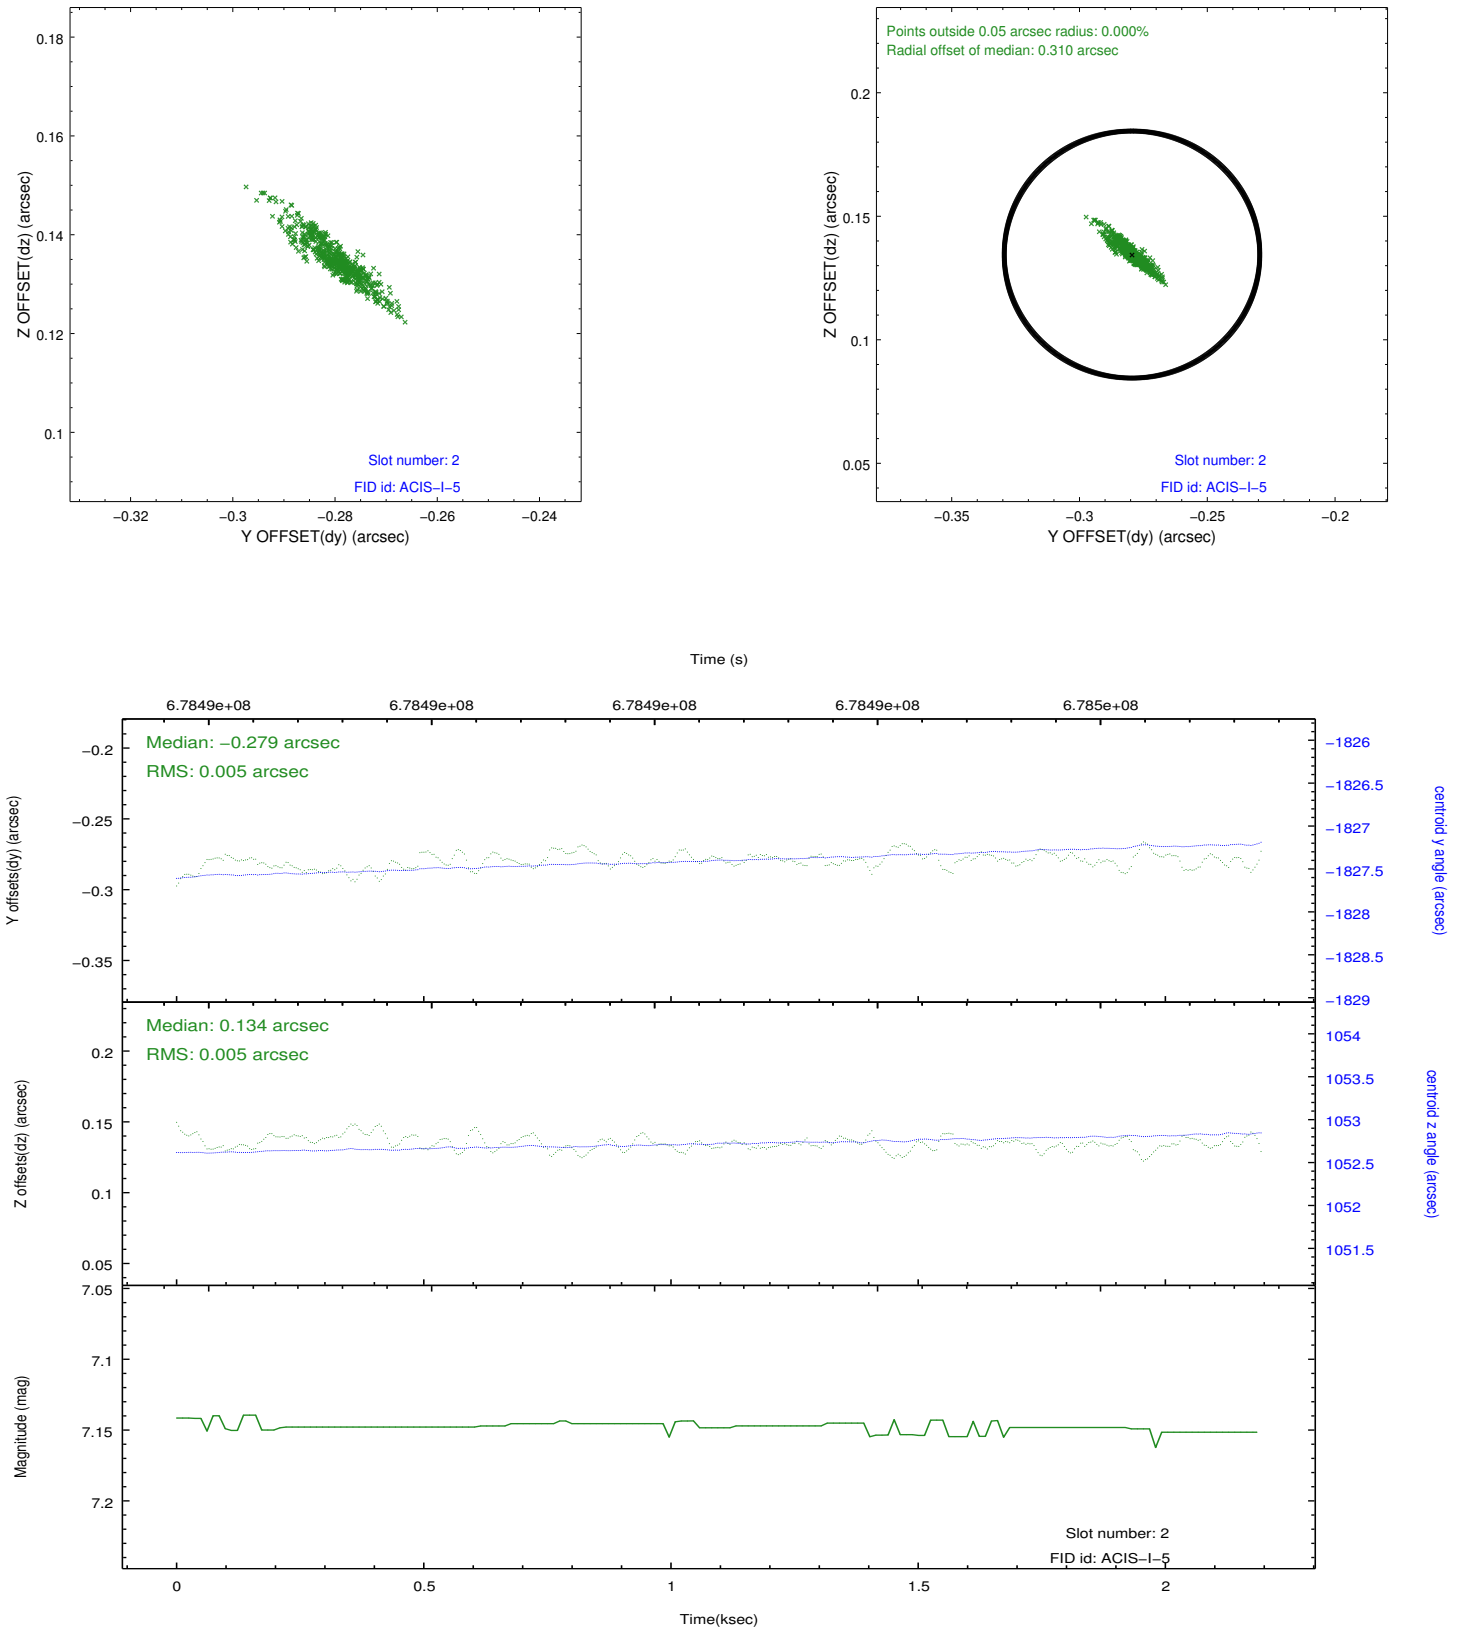 0.18
0.16
0.14
0.12
0.1
Z OFFSET(dz) (arcsec)
Slot number: 2
FID id: ACIS−I−5
−0.32
−0.3
−0.28
−0.26
−0.24
Y OFFSET(dy) (arcsec)
Points outside 0.05 arcsec radius: 0.000%
Radial offset of median: 0.310 arcsec
0.2
0.15
0.1
0.05
Z OFFSET(dz) (arcsec)
Slot number: 2
FID id: ACIS−I−5
−0.35
−0.3
−0.25
−0.2
Y OFFSET(dy) (arcsec)
Time (s)
6.7849e+08
6.7849e+08
6.7849e+08
6.7849e+08
6.785e+08
Median: −0.279 arcsec
RMS: 0.005 arcsec
−0.2
−0.25
−0.3
−0.35
Y offsets(dy) (arcsec)
−1826
−1826.5
−1827
−1827.5
−1828
−1828.5
−1829
centroid y angle (arcsec)
Median: 0.134 arcsec
RMS: 0.005 arcsec
0.2
0.15
0.1
0.05
Z offsets(dz) (arcsec)
1054
1053.5
1053
1052.5
1052
1051.5
centroid z angle (arcsec)
7.05
7.1
7.15
7.2
Magnitude (mag)
Slot number: 2
FID id: ACIS−I−5
0
0.5
1
1.5
2
Time(ksec)